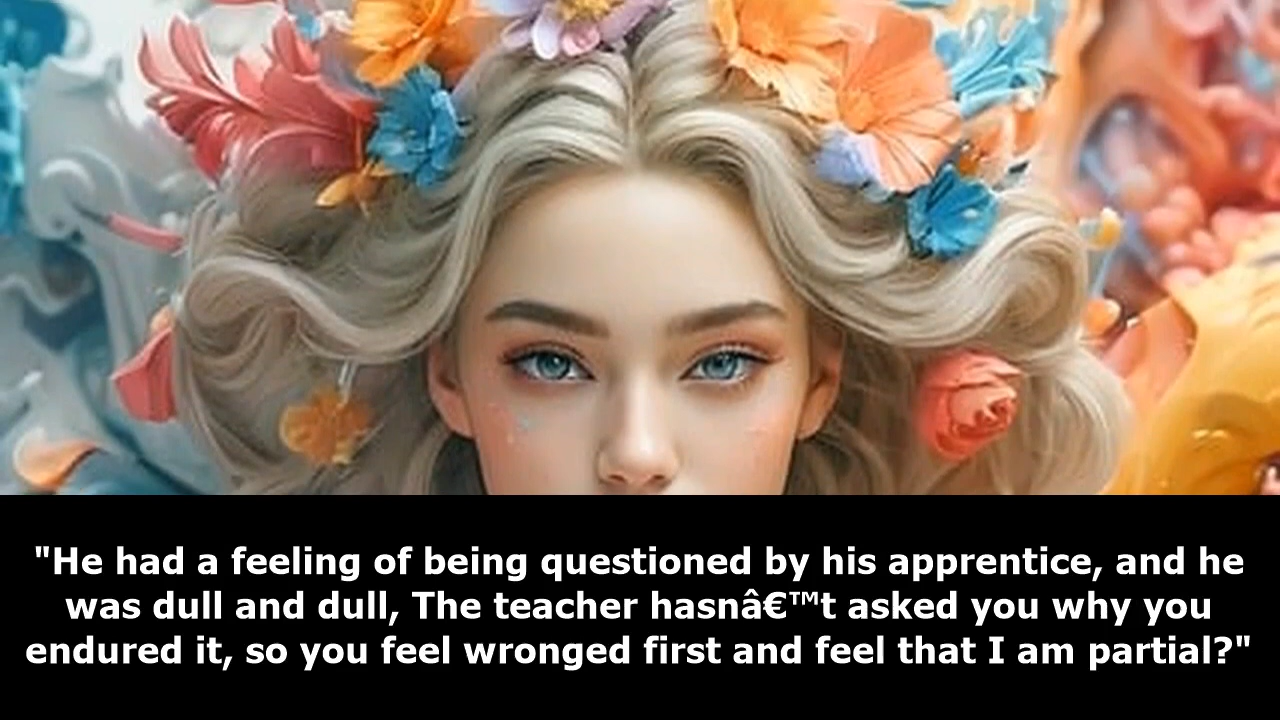 "He had a feeling of being questioned by his apprentice, and he
was dull and dull, The teacher hasnâ€™t asked you why you
endured it, so you feel wronged first and feel that I am partial?"